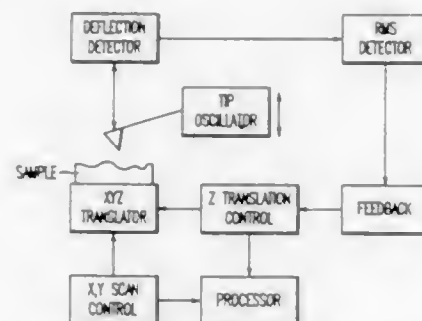 DEFLECTION
DETECTOR
RMS
DETECTOR
TIP
OSCILLATOR
SAMPLE
XYZ
TRANSLATOR
Z TRANSLATION
CONTROL
FEEDBACK
X,Y SCAN
CONTROL
PROCESSOR